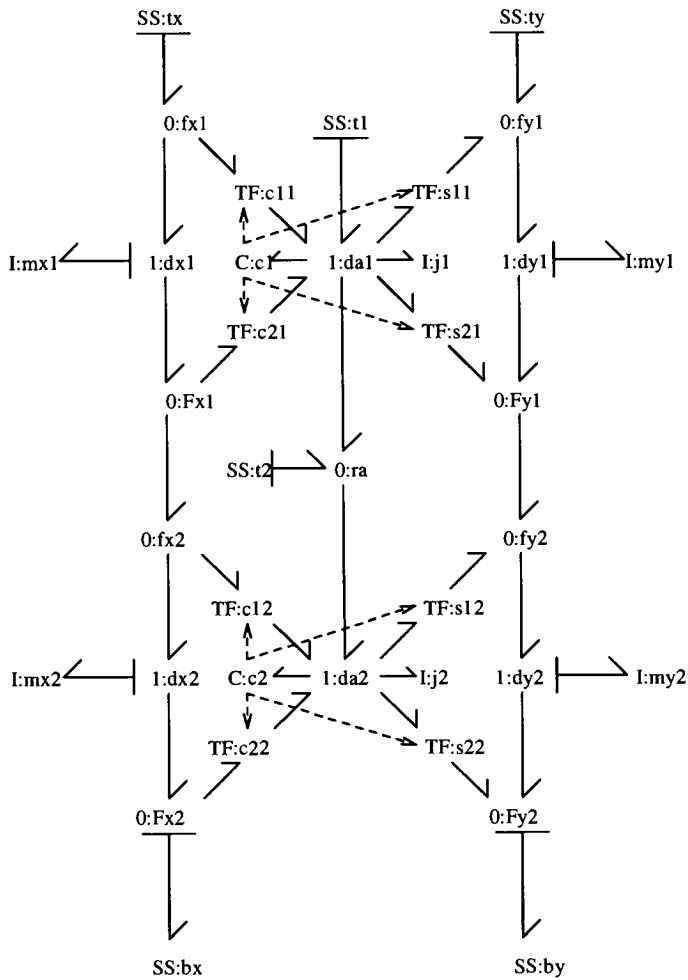 SS:tx SS:ty
0:fx1 SS:t1 0:fy1
TF:c11 TF:s11
I:mx1 1:dx1 C:c1 1:da1 I:j1 1:dy1 I:my1
TF:c21 TF:s21
0:Fx1 0:Fy1
SS:t2 0:ra
0:fx2 0:fy2
TF:c12 TF:s12
I:mx2 1:dx2 C:c2 1:da2 I:j2 1:dy2 I:my2
TF:c22 TF:s22
0:Fx2 0:Fy2
SS:bx SS:by